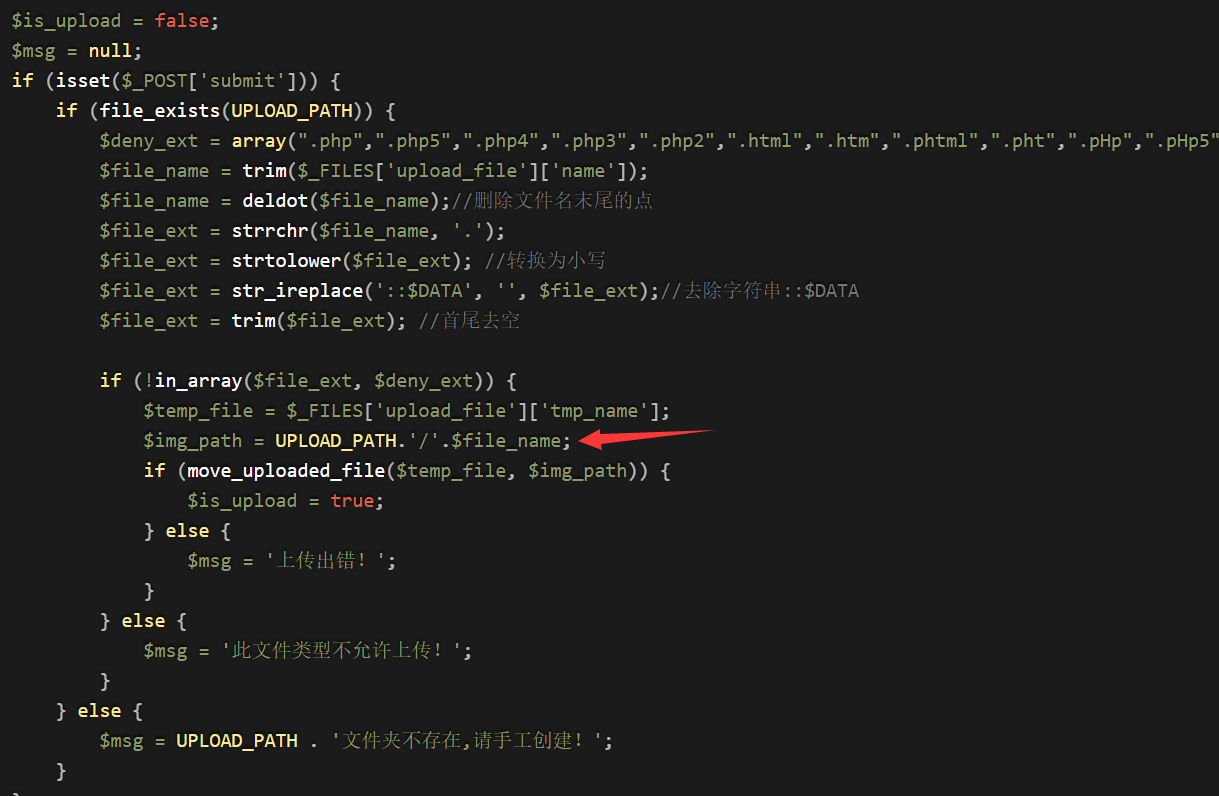 $is_upload = false;
$msg = null;
if (isset($_POST['submit'])) {
    if (file_exists(UPLOAD_PATH)) {
        $deny_ext = array(".php",".php5",".php4",".php3",".php2",".html",".htm",".phtml",".pht",".pHp",".pHp5"
        $file_name = trim($_FILES['upload_file']['name']);
        $file_name = deldot($file_name);//删除文件名末尾的点
        $file_ext = strrchr($file_name, '.');
        $file_ext = strtolower($file_ext); //转换为小写
        $file_ext = str_ireplace('::$DATA', '', $file_ext);//去除字符串::$DATA
        $file_ext = trim($file_ext); //首尾去空
        if (!in_array($file_ext, $deny_ext)) {
            $temp_file = $_FILES['upload_file']['tmp_name'];
            $img_path = UPLOAD_PATH.'/'.$file_name;
            if (move_uploaded_file($temp_file, $img_path)) {
                $is_upload = true;
            } else {
                $msg = '上传出错！';
            }
        } else {
            $msg = '此文件类型不允许上传！';
        }
    } else {
        $msg = UPLOAD_PATH . '文件夹不存在,请手工创建！';
    }
}